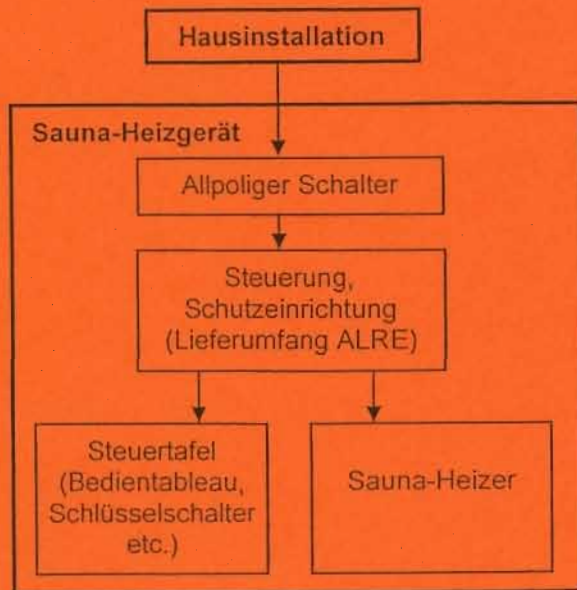 Hausinstallation
Sauna-Heizgerät
Allpoliger Schalter
Steuerung,
Schutzeinrichtung
(Lieferumfang ALRE)
Steuertafel
(Bedientableau,
Schlüsselschalter
etc.)
Sauna-Heizer